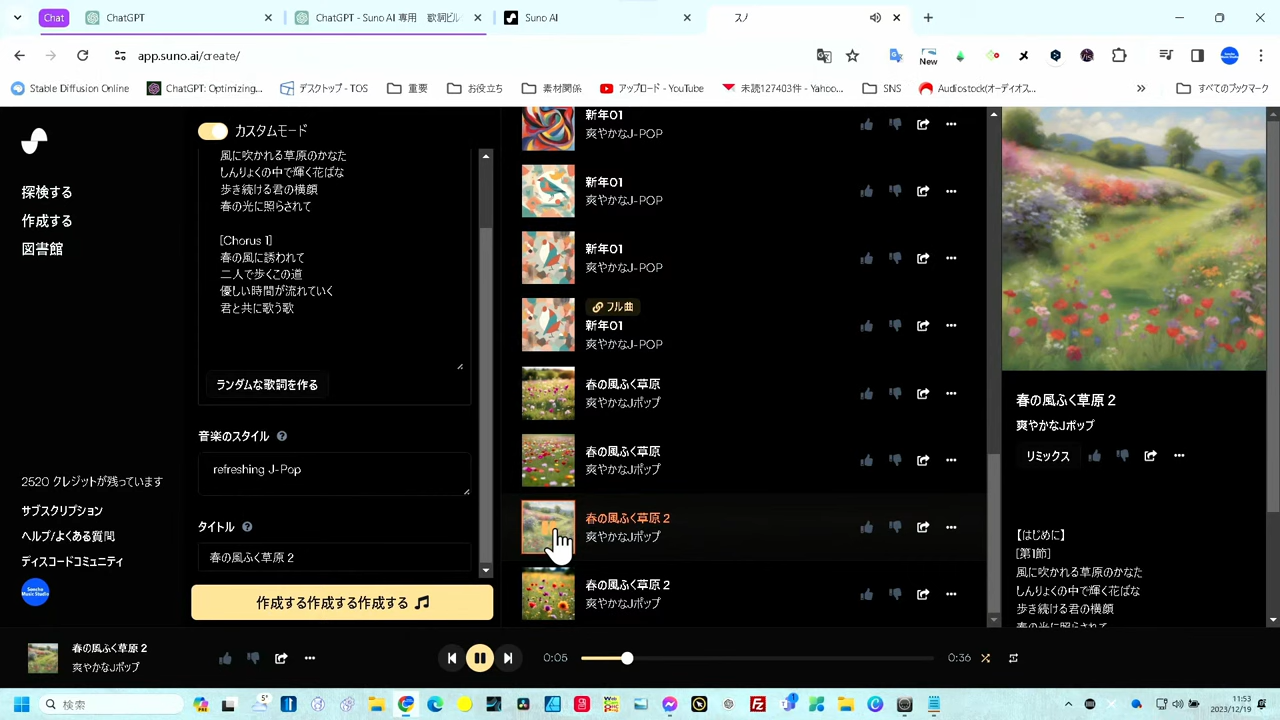 Chat
ChatGPT
ChatGPT - Suno AI 専用 歌詞ビル
Suno AI
スノ
app.suno.ai/create/
New
Stable Diffusion Online
ChatGPT: Optimizing...
デスクトップ - TOS
重要
お役立ち
素材関係
アップロード - YouTube
未読127403件 - Yahoo...
SNS
Audiostock(オーディオス...
»
すべてのブックマーク
探検する
作成する
図書館
2520 クレジットが残っています
サブスクリプション
ヘルプ/よくある質問
ディスコードコミュニティ
カスタムモード
風に吹かれる草原のかなた
しんりょくの中で輝く花ばな
歩き続ける君の横顔
春の光に照らされて
[Chorus 1]
春の風に誘われて
二人で歩くこの道
優しい時間が流れていく
君と共に歌う歌
ランダムな歌詞を作る
音楽のスタイル
refreshing J-Pop
タイトル
春の風ふく草原 2
作成する作成する作成する
新年01
爽やかなJ-POP
新年01
爽やかなJ-POP
新年01
爽やかなJ-POP
フル曲
新年01
爽やかなJ-POP
春の風ふく草原
爽やかなJポップ
春の風ふく草原
爽やかなJポップ
春の風ふく草原 2
爽やかなJポップ
春の風ふく草原 2
爽やかなJポップ
春の風ふく草原 2
爽やかなJポップ
リミックス
【はじめに】
[第1節]
風に吹かれる草原のかなた
しんりょくの中で輝く花ばな
歩き続ける君の横顔
春の光に照らされて
春の風ふく草原 2
爽やかなJポップ
0:05
0:36
検索
11:53
2023/12/19